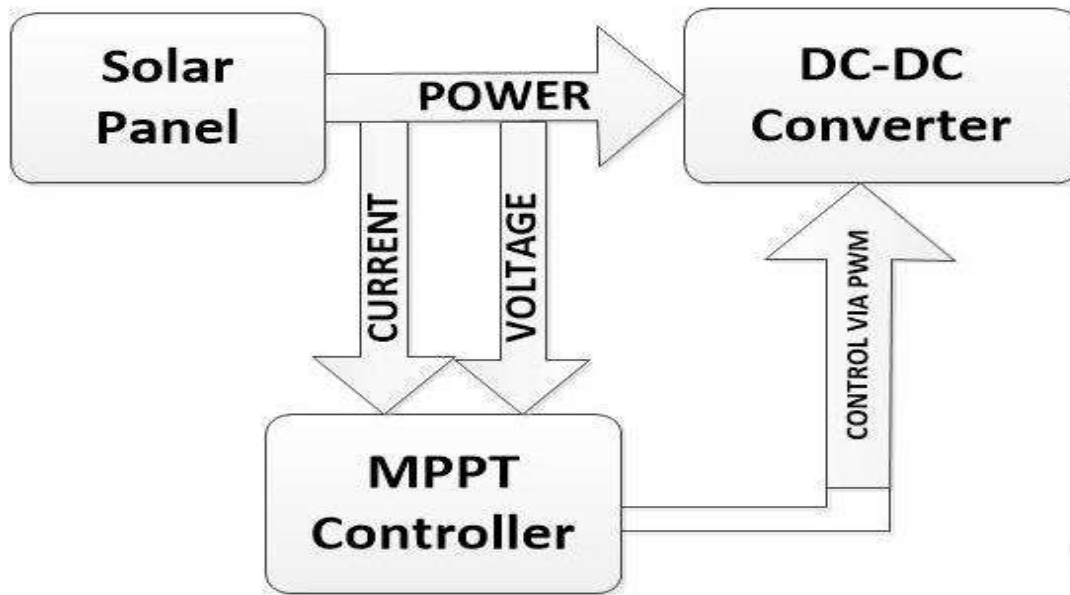 Solar
Panel
POWER
DC-DC
Converter
CURRENT
VOLTAGE
CONTROL VIA PWM
MPPT
Controller